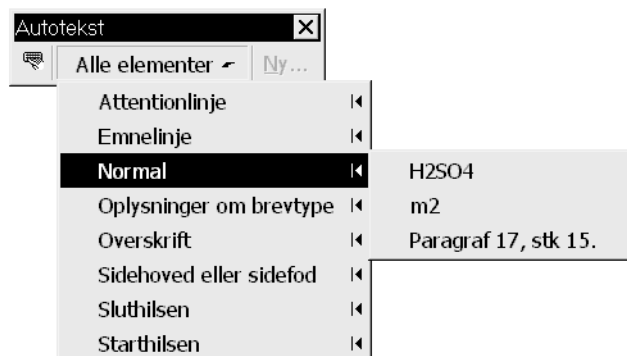 Autotekst
Alle elementer Ny...
Attentionlinje
Emnelinje
Normal H2SO4
Oplysninger om brevtype m2
Overskrift Paragraf 17, stk 15.
Sidehoved eller sidefod
Sluthilsen
Starthilsen